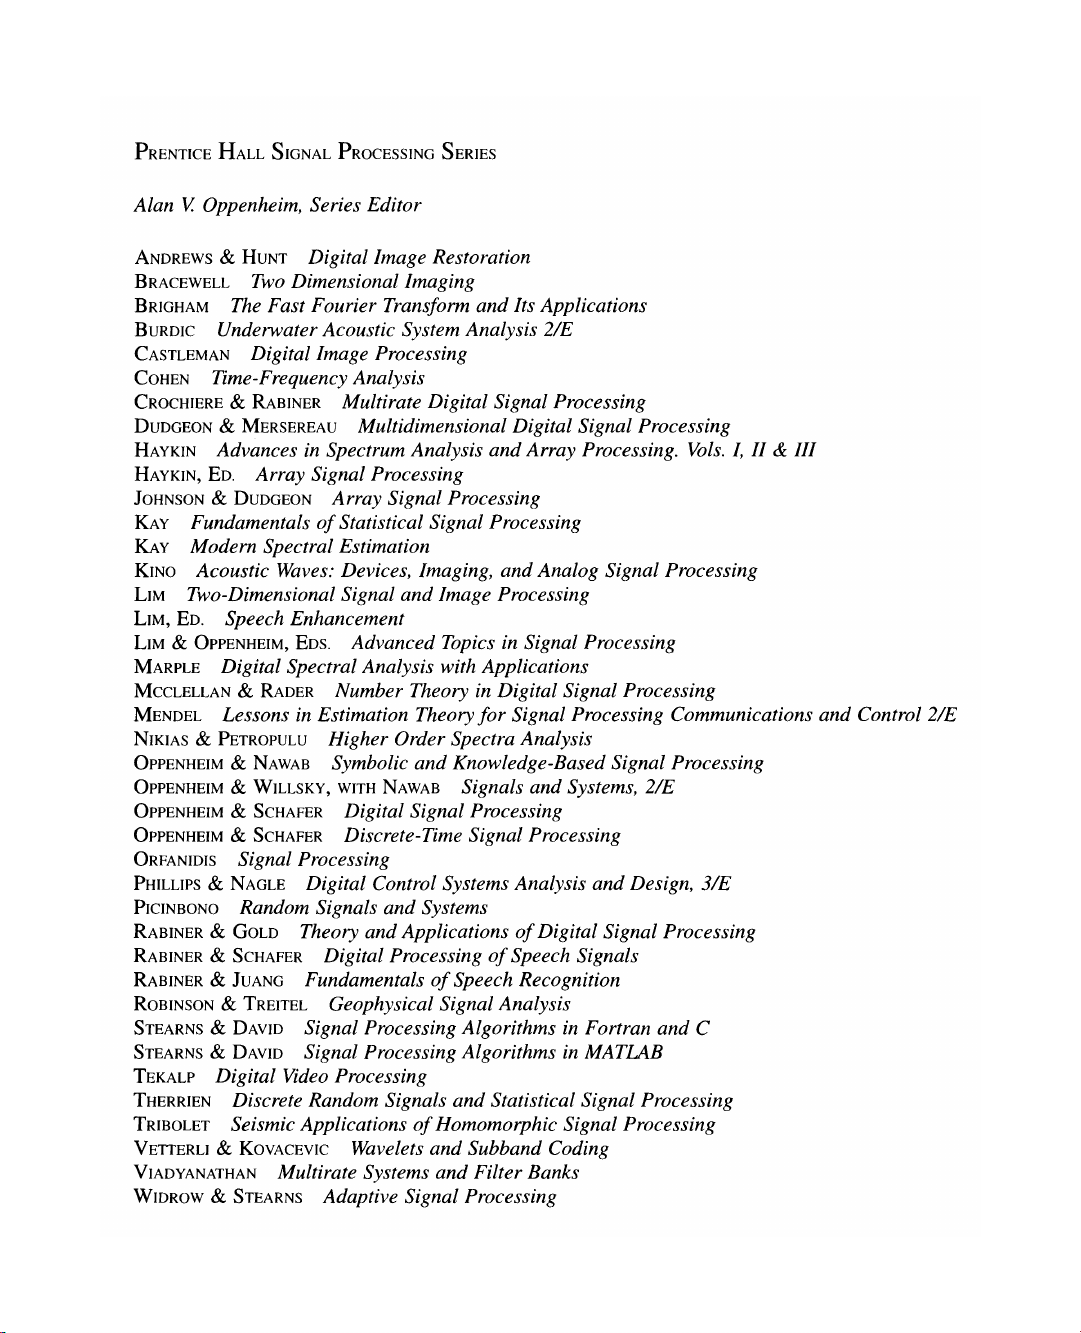 PRENTICE HALL SIGNAL PROCESSING SERIES
Alan V. Oppenheim, Series Editor
ANDREWS & HUNT Digital Image Restoration
BRACEWELL Two Dimensional Imaging
BRIGHAM The Fast Fourier Transform and Its Applications
BURDIC Underwater Acoustic System Analysis 2/E
CASTLEMAN Digital Image Processing
COHEN Time-Frequency Analysis
CROCHIERE & RABINER Multirate Digital Signal Processing
DUDGEON & MERSEREAU Multidimensional Digital Signal Processing
HAYKIN Advances in Spectrum Analysis and Array Processing. Vols. I, II & III
HAYKIN, ED. Array Signal Processing
JOHNSON & DUDGEON Array Signal Processing
KAY Fundamentals of Statistical Signal Processing
KAY Modern Spectral Estimation
KINO Acoustic Waves: Devices, Imaging, and Analog Signal Processing
LIM Two-Dimensional Signal and Image Processing
LIM, ED. Speech Enhancement
LIM & OPPENHEIM, EDS. Advanced Topics in Signal Processing
MARPLE Digital Spectral Analysis with Applications
MCCLELLAN & RADER Number Theory in Digital Signal Processing
MENDEL Lessons in Estimation Theory for Signal Processing Communications and Control 2/E
NIKIAS & PETROPULU Higher Order Spectra Analysis
OPPENHEIM & NAWAB Symbolic and Knowledge-Based Signal Processing
OPPENHEIM & WILLSKY, WITH NAWAB Signals and Systems, 2/E
OPPENHEIM & SCHAFER Digital Signal Processing
OPPENHEIM & SCHAFER Discrete-Time Signal Processing
ORFANIDIS Signal Processing
PHILLIPS & NAGLE Digital Control Systems Analysis and Design, 3/E
PICINBONO Random Signals and Systems
RABINER & GOLD Theory and Applications of Digital Signal Processing
RABINER & SCHAFER Digital Processing of Speech Signals
RABINER & JUANG Fundamentals of Speech Recognition
ROBINSON & TREITEL Geophysical Signal Analysis
STEARNS & DAVID Signal Processing Algorithms in Fortran and C
STEARNS & DAVID Signal Processing Algorithms in MATLAB
TEKALP Digital Video Processing
THERRIEN Discrete Random Signals and Statistical Signal Processing
TRIBOLET Seismic Applications of Homomorphic Signal Processing
VETTERLI & KOVACEVIC Wavelets and Subband Coding
VIADYANATHAN Multirate Systems and Filter Banks
WIDROW & STEARNS Adaptive Signal Processing